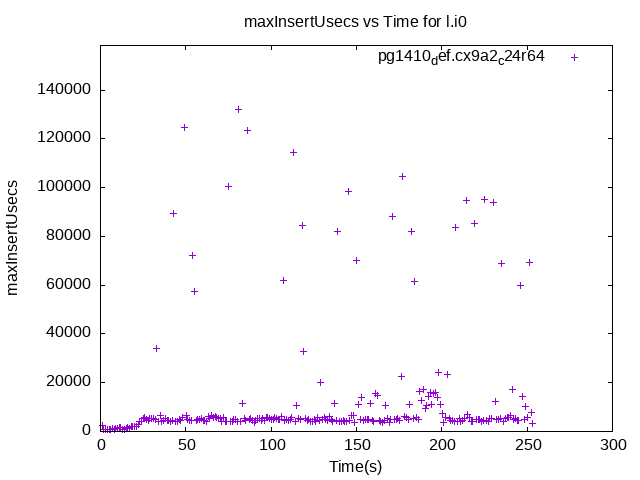 maxInsertUsecs vs Time for l.i0
pg1410_def.cx9a2_c24r64
140000
120000
100000
80000
60000
40000
20000
0
maxInsertUsecs
0 50 100 150 200 250 300
Time(s)